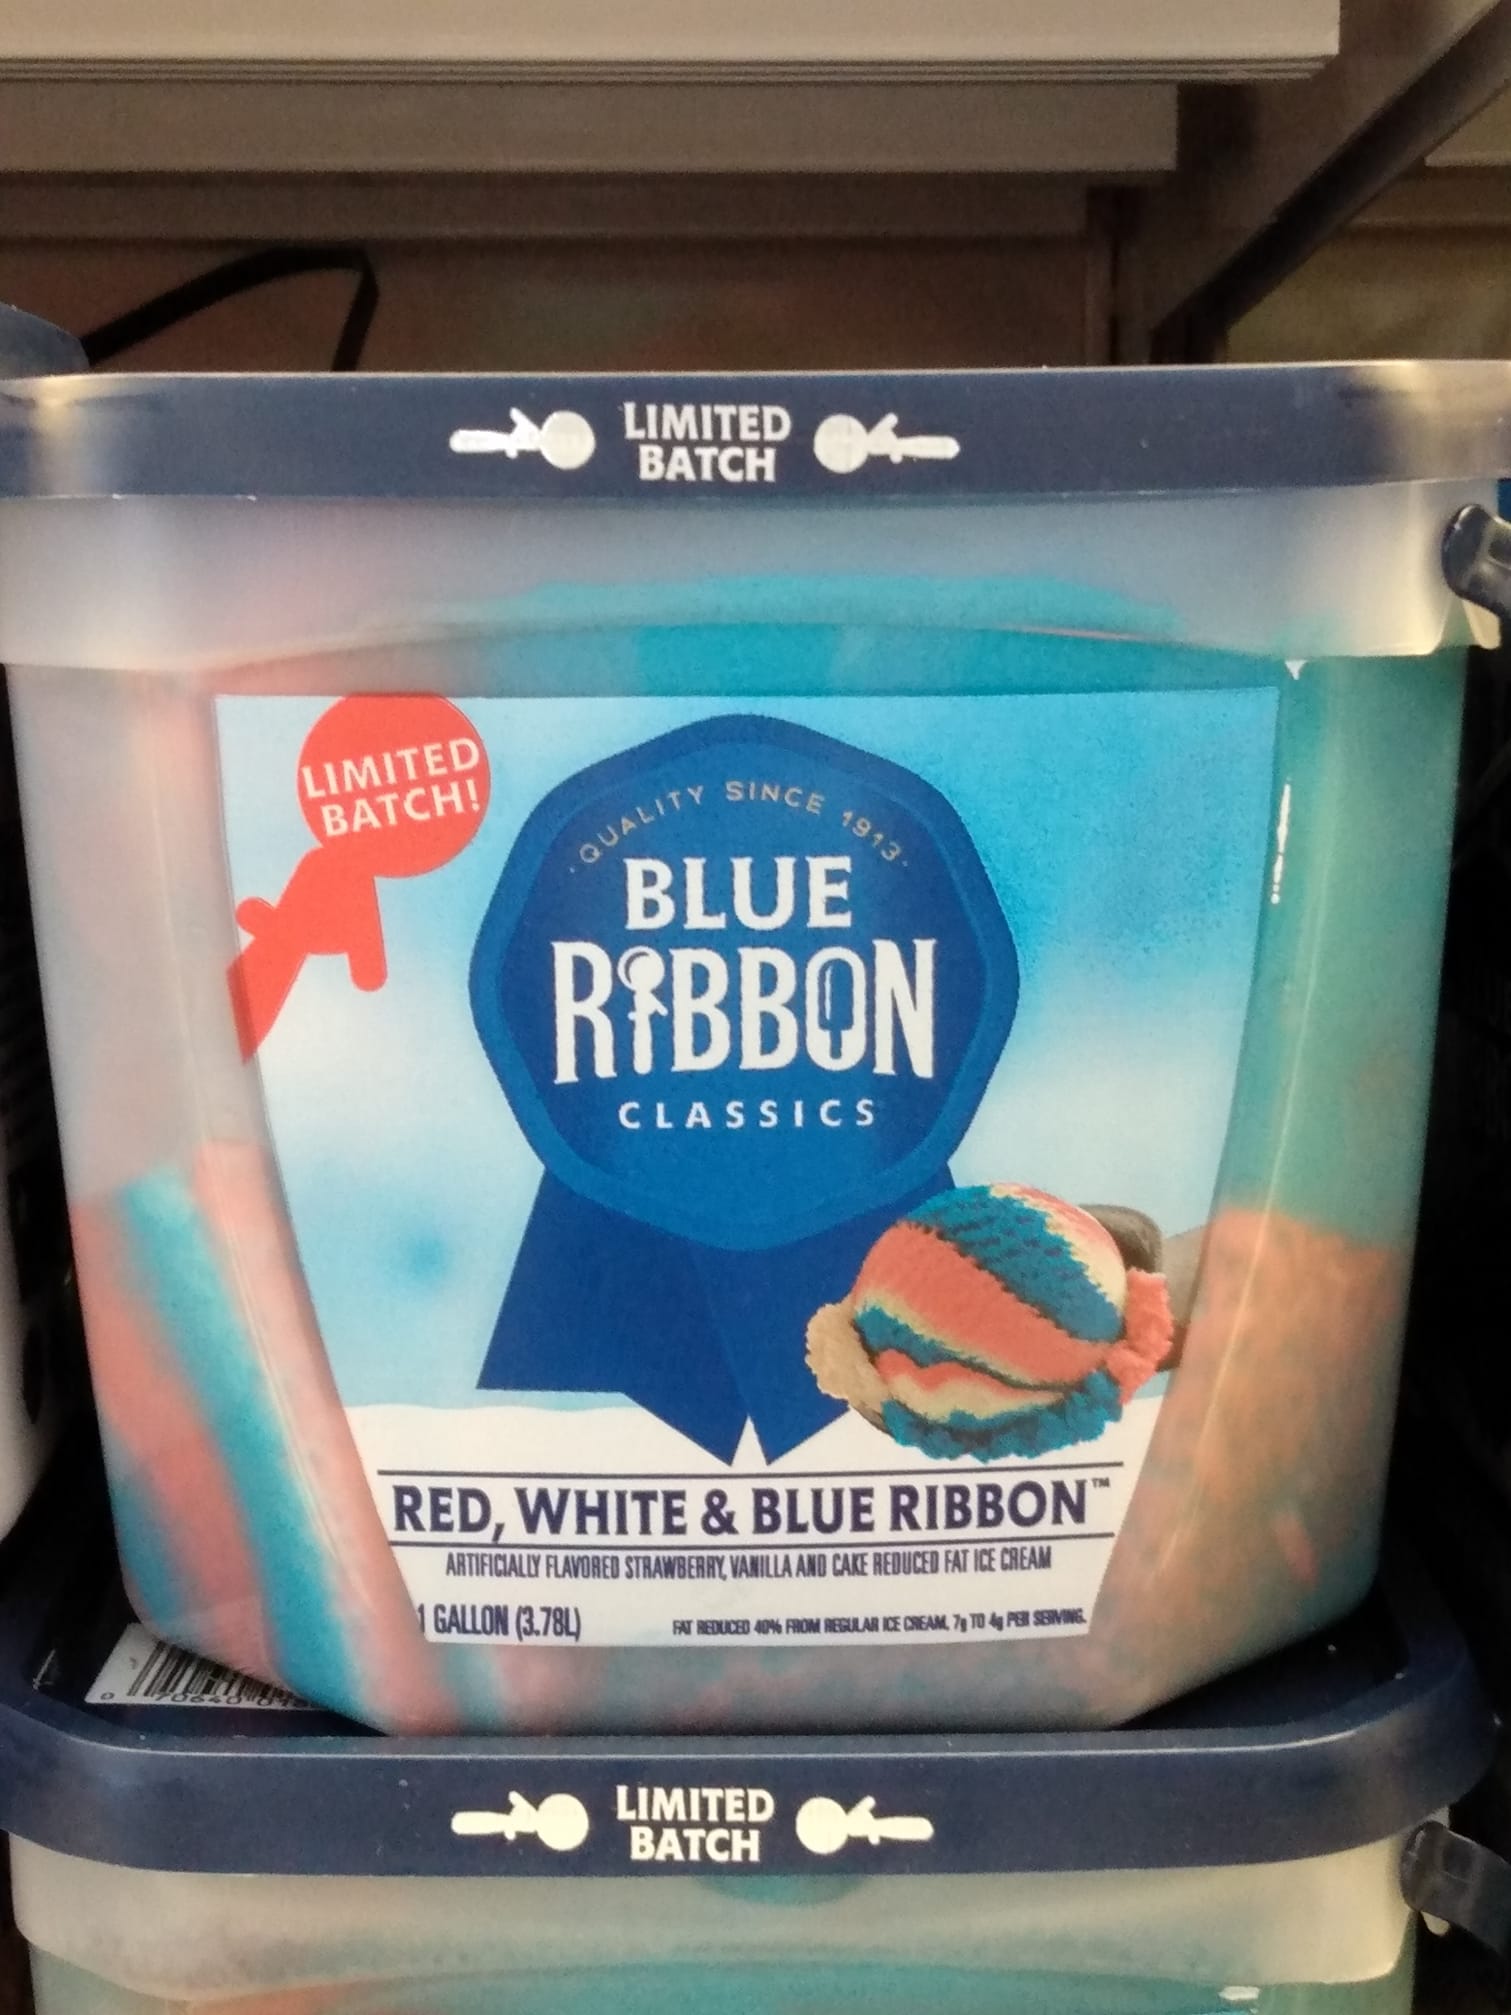 LIMITED
BATCH
LIMITED
BATCH!
QUALITY SINCE 1913
BLUE
RIBBON
CLASSICS
RED, WHITE & BLUE RIBBON™
ARTIFICIALLY FLAVORED STRAWBERRY, VANILLA AND CAKE REDUCED FAT ICE CREAM
1 GALLON (3.78L)
FAT REDUCED 40% FROM REGULAR ICE CREAM, 7g TO 4g PER SERVING.
0 70640
LIMITED
BATCH